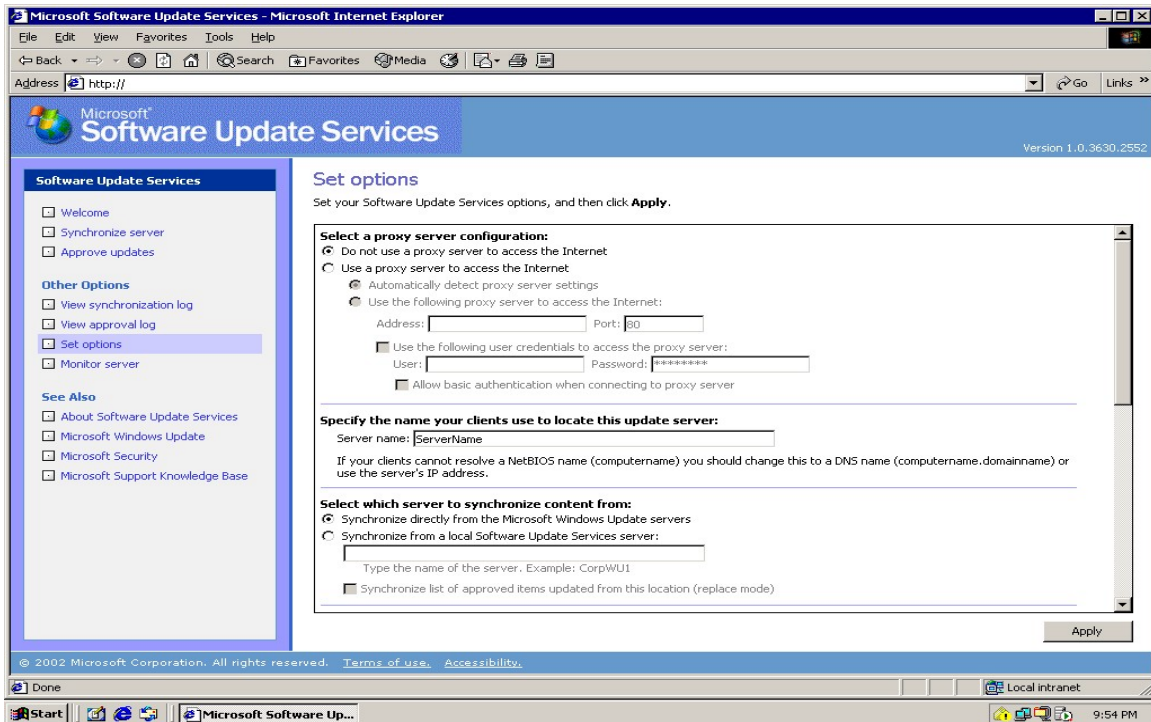 Microsoft Software Update Services - Microsoft Internet Explorer
File Edit View Favorites Tools Help
Back Search Favorites Media
Address http:// Go Links »
Microsoft®
Software Update Services
Version 1.0.3630.2552
Software Update Services
Welcome
Synchronize server
Approve updates
Other Options
View synchronization log
View approval log
Set options
Monitor server
See Also
About Software Update Services
Microsoft Windows Update
Microsoft Security
Microsoft Support Knowledge Base
Set options
Set your Software Update Services options, and then click Apply.
Select a proxy server configuration:
Do not use a proxy server to access the Internet
Use a proxy server to access the Internet
Automatically detect proxy server settings
Use the following proxy server to access the Internet:
Address: Port: 80
Use the following user credentials to access the proxy server:
User: Password: ********
Allow basic authentication when connecting to proxy server
Specify the name your clients use to locate this update server:
Server name: ServerName
If your clients cannot resolve a NetBIOS name (computername) you should change this to a DNS name (computername.domainname) or
use the server's IP address.
Select which server to synchronize content from:
Synchronize directly from the Microsoft Windows Update servers
Synchronize from a local Software Update Services server:
Type the name of the server. Example: CorpWU1
Synchronize list of approved items updated from this location (replace mode)
Apply
© 2002 Microsoft Corporation. All rights reserved. Terms of use. Accessibility.
Done Local intranet
Start Microsoft Software Up... 9:54 PM